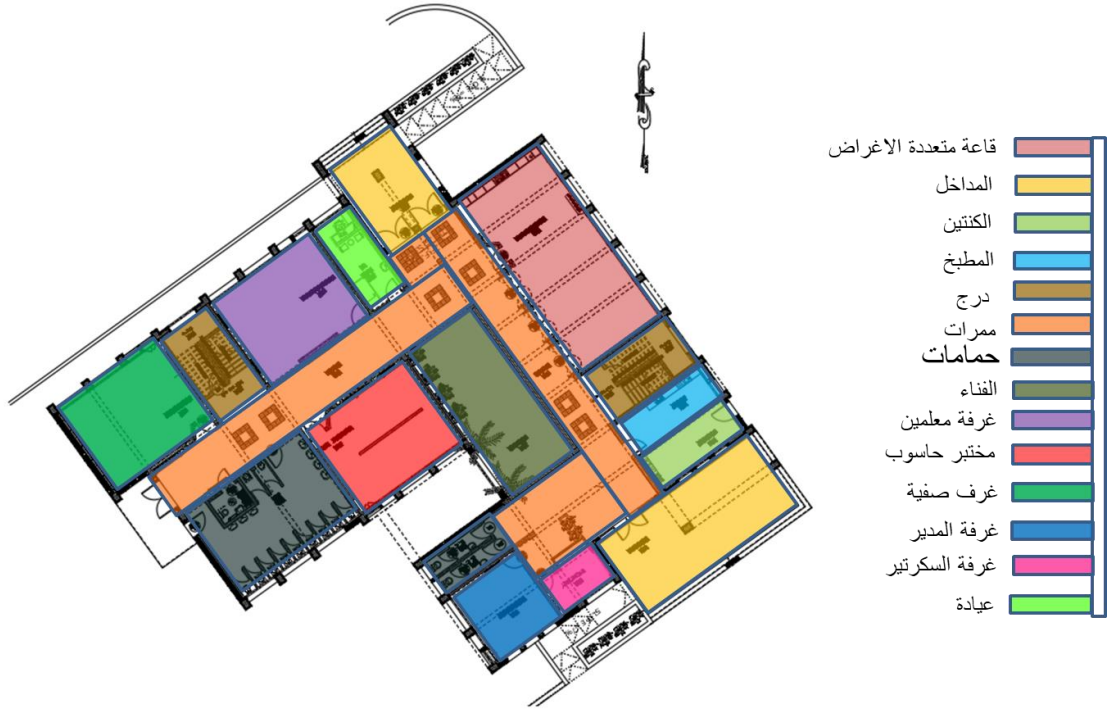 قاعة متعددة الاغراض
المداخل
الكنتين
المطبخ
درج
ممرات
حمامات
الفناء
غرفة معلمين
مختبر حاسوب
غرف صفية
غرفة المدير
غرفة السكرتير
عيادة